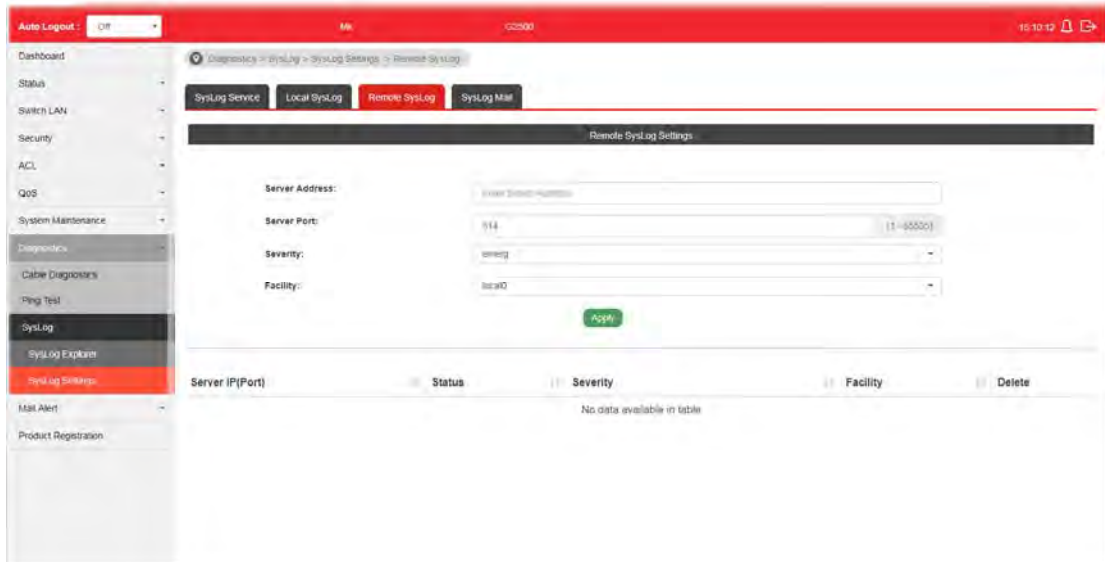 Auto Logout : Off
G2500
15:10:12
Diagnostics > SysLog > SysLog Settings > Remote SysLog
Dashboard
Status
Switch LAN
Security
ACL
QoS
System Maintenance
Diagnostics
Cable Diagnostics
Ping Test
SysLog
SysLog Explorer
SysLog Settings
Mail Alert
Product Registration
SysLog Service
Local SysLog
Remote SysLog
SysLog Mail
Remote SysLog Settings
Server Address:
Enter Server Address
Server Port:
514
(1~65535)
Severity:
emerg
Facility:
local0
Apply
Server IP(Port)
Status
Severity
Facility
Delete
No data available in table